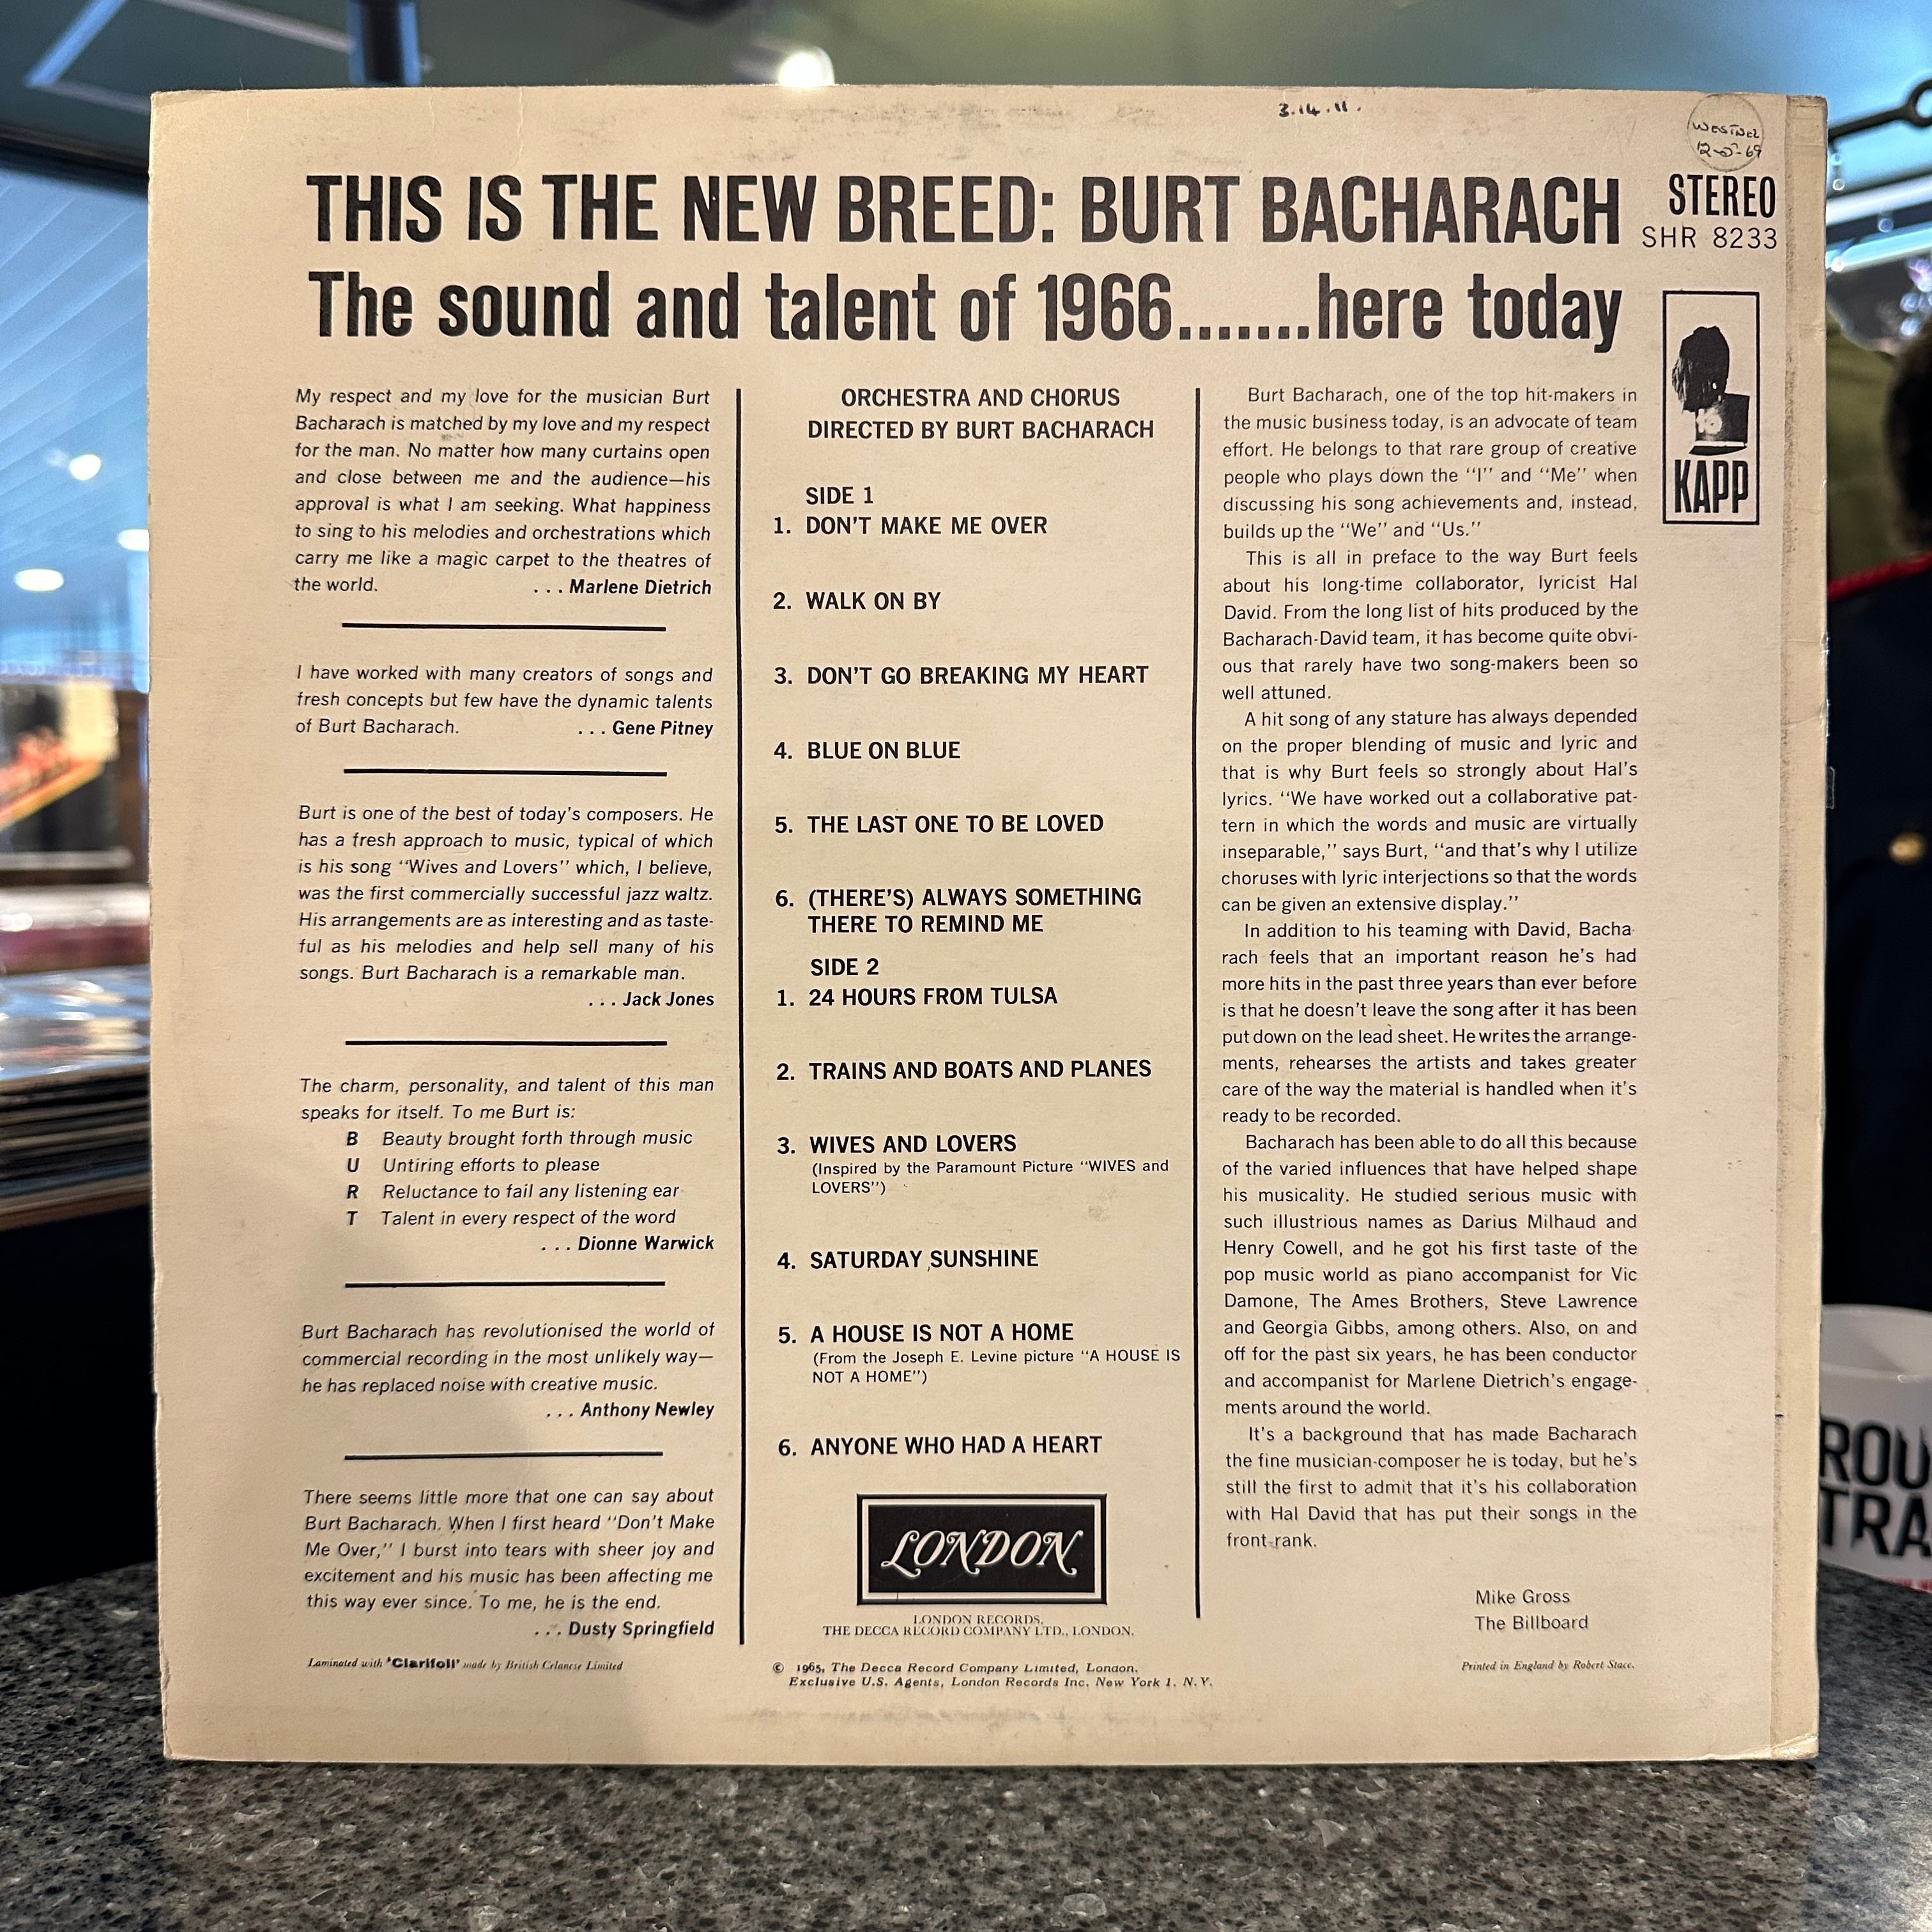 3.14.11.
12-5-69
THIS IS THE NEW BREED: BURT BACHARACH
The sound and talent of 1966.......here today
STEREO
SHR 8233
KAPP
My respect and my love for the musician Burt
Bacharach is matched by my love and my respect
for the man. No matter how many curtains open
and close between me and the audience—his
approval is what I am seeking. What happiness
to sing to his melodies and orchestrations which
carry me like a magic carpet to the theatres of
the world. . . . Marlene Dietrich
I have worked with many creators of songs and
fresh concepts but few have the dynamic talents
of Burt Bacharach. . . . Gene Pitney
Burt is one of the best of today's composers. He
has a fresh approach to music, typical of which
is his song "Wives and Lovers" which, I believe,
was the first commercially successful jazz waltz.
His arrangements are as interesting and as taste-
ful as his melodies and help sell many of his
songs. Burt Bacharach is a remarkable man.
. . . Jack Jones
The charm, personality, and talent of this man
speaks for itself. To me Burt is:
B Beauty brought forth through music
U Untiring efforts to please
R Reluctance to fail any listening ear
T Talent in every respect of the word
. . . Dionne Warwick
Burt Bacharach has revolutionised the world of
commercial recording in the most unlikely way—
he has replaced noise with creative music.
. . . Anthony Newley
There seems little more that one can say about
Burt Bacharach. When I first heard "Don't Make
Me Over," I burst into tears with sheer joy and
excitement and his music has been affecting me
this way ever since. To me, he is the end.
. . . Dusty Springfield
Laminated with 'Clarifoil' made by British Celanese Limited
ORCHESTRA AND CHORUS
DIRECTED BY BURT BACHARACH
SIDE 1
1. DON'T MAKE ME OVER
2. WALK ON BY
3. DON'T GO BREAKING MY HEART
4. BLUE ON BLUE
5. THE LAST ONE TO BE LOVED
6. (THERE'S) ALWAYS SOMETHING
THERE TO REMIND ME
SIDE 2
1. 24 HOURS FROM TULSA
2. TRAINS AND BOATS AND PLANES
3. WIVES AND LOVERS
(Inspired by the Paramount Picture "WIVES and
LOVERS")
4. SATURDAY SUNSHINE
5. A HOUSE IS NOT A HOME
(From the Joseph E. Levine picture "A HOUSE IS
NOT A HOME")
6. ANYONE WHO HAD A HEART
LONDON
LONDON RECORDS,
THE DECCA RECORD COMPANY LTD., LONDON.
© 1965, The Decca Record Company Limited, London.
Exclusive U.S. Agents, London Records Inc. New York 1. N.Y.
Burt Bacharach, one of the top hit-makers in
the music business today, is an advocate of team
effort. He belongs to that rare group of creative
people who plays down the "I" and "Me" when
discussing his song achievements and, instead,
builds up the "We" and "Us."
This is all in preface to the way Burt feels
about his long-time collaborator, lyricist Hal
David. From the long list of hits produced by the
Bacharach-David team, it has become quite obvi-
ous that rarely have two song-makers been so
well attuned.
A hit song of any stature has always depended
on the proper blending of music and lyric and
that is why Burt feels so strongly about Hal's
lyrics. "We have worked out a collaborative pat-
tern in which the words and music are virtually
inseparable," says Burt, "and that's why I utilize
choruses with lyric interjections so that the words
can be given an extensive display."
In addition to his teaming with David, Bacha-
rach feels that an important reason he's had
more hits in the past three years than ever before
is that he doesn't leave the song after it has been
put down on the lead sheet. He writes the arrange-
ments, rehearses the artists and takes greater
care of the way the material is handled when it's
ready to be recorded.
Bacharach has been able to do all this because
of the varied influences that have helped shape
his musicality. He studied serious music with
such illustrious names as Darius Milhaud and
Henry Cowell, and he got his first taste of the
pop music world as piano accompanist for Vic
Damone, The Ames Brothers, Steve Lawrence
and Georgia Gibbs, among others. Also, on and
off for the past six years, he has been conductor
and accompanist for Marlene Dietrich's engage-
ments around the world.
It's a background that has made Bacharach
the fine musician-composer he is today, but he's
still the first to admit that it's his collaboration
with Hal David that has put their songs in the
front-rank.
Mike Gross
The Billboard
Printed in England by Robert Stace.
ROU
TRA